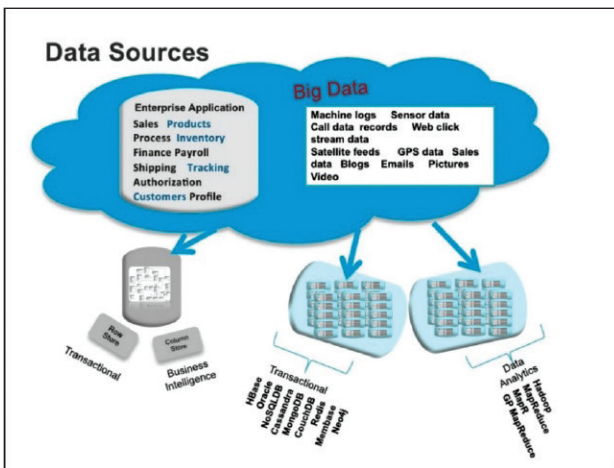 Data Sources
Big Data
Enterprise Application
Sales Products
Process Inventory
Finance Payroll
Shipping Tracking
Authorization
Customers Profile
Machine logs Sensor data
Call data records Web click
stream data
Satellite feeds GPS data Sales
data Blogs Emails Pictures
Video
Row
Store
Column
Store
Transactional
Business
Intelligence
Transactional
HBase
Oracle
NoSQLDB
Cassandra
MongoDB
CouchDB
Redis
Membase
Neo4j
Data
Analytics
Hadoop
MapReduce
MapR
GP MapReduce